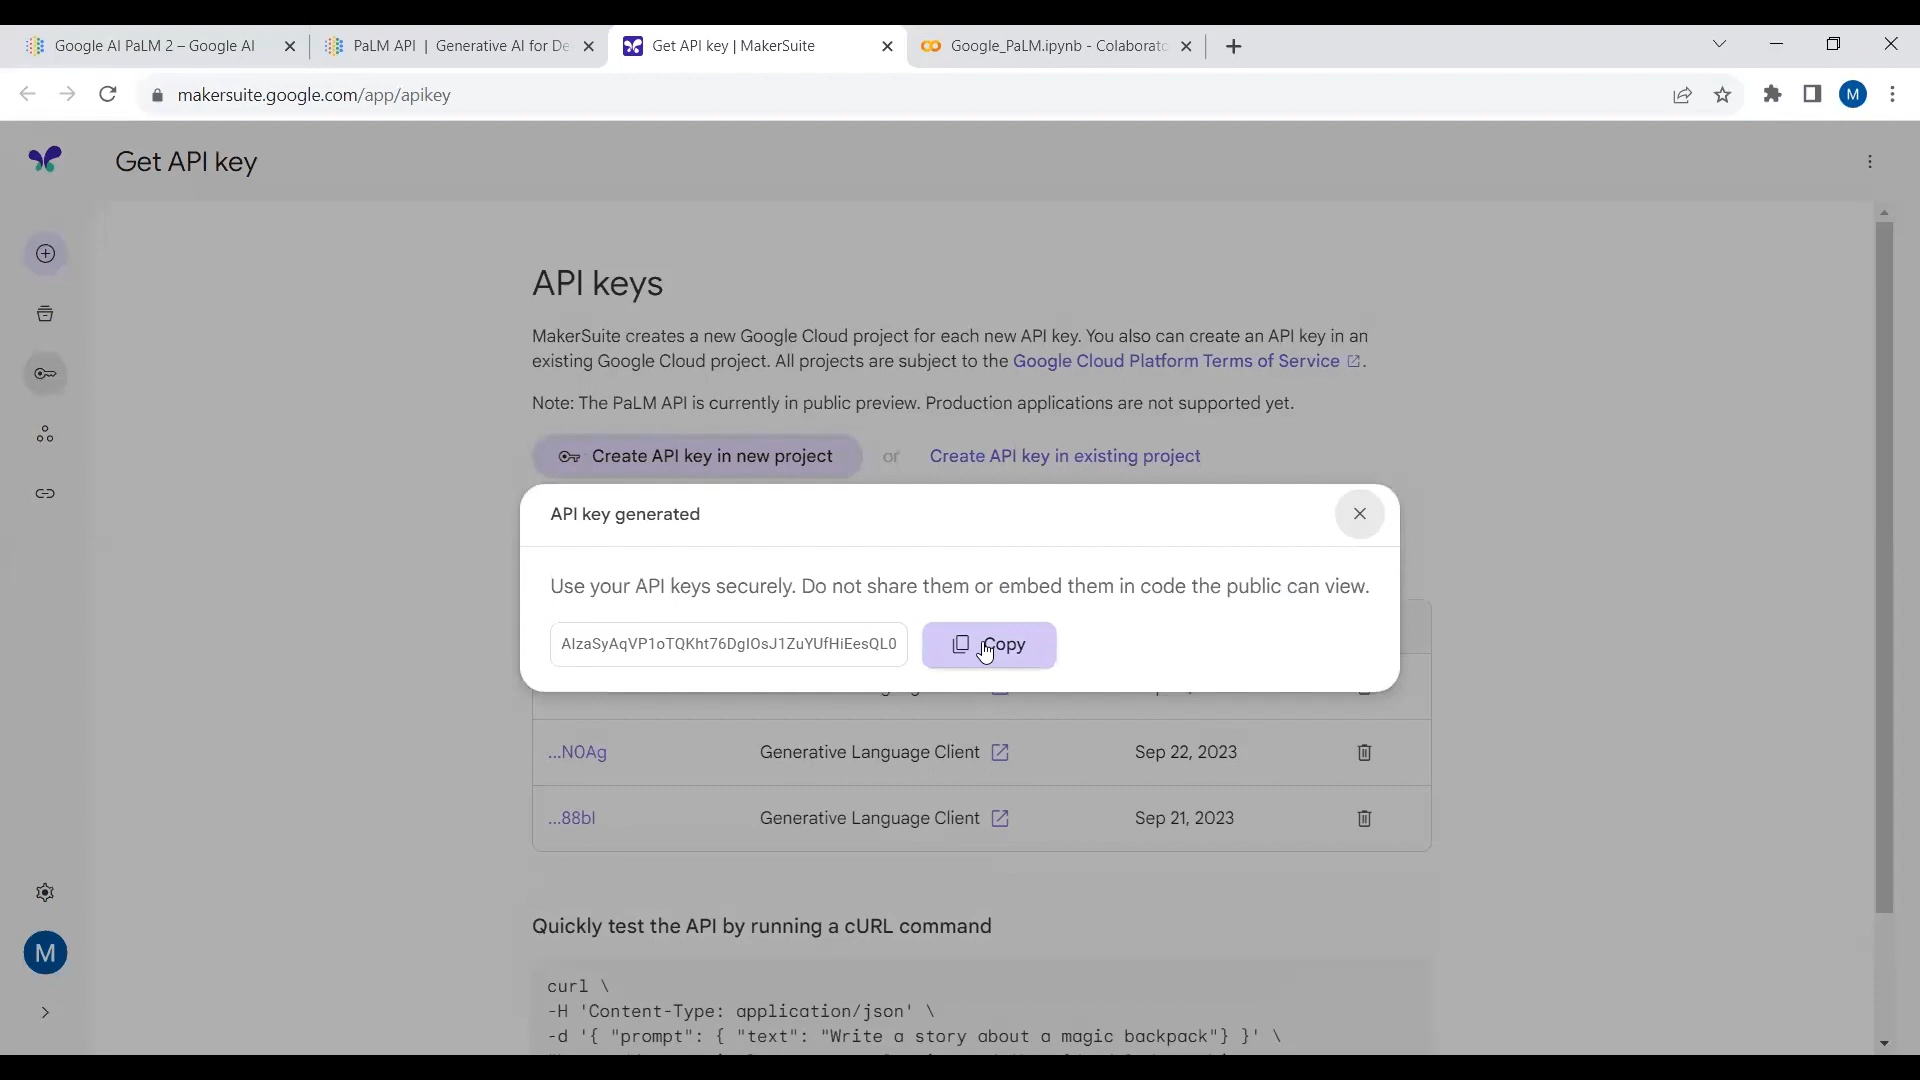 Google AI PaLM 2 – Google AI
PaLM API | Generative AI for De
Get API key | MakerSuite
Google_PaLM.ipynb - Colaborato
makersuite.google.com/app/apikey
M
Get API key
API keys
MakerSuite creates a new Google Cloud project for each new API key. You also can create an API key in an
existing Google Cloud project. All projects are subject to the Google Cloud Platform Terms of Service .
Note: The PaLM API is currently in public preview. Production applications are not supported yet.
Create API key in new project or Create API key in existing project
API key generated
Use your API keys securely. Do not share them or embed them in code the public can view.
AIzaSyAqVP1oTQKht76DgIOsJ1ZuYUfHiEesQL0
Copy
...N0Ag Generative Language Client Sep 22, 2023
...88bI Generative Language Client Sep 21, 2023
M
Quickly test the API by running a cURL command
curl \
-H 'Content-Type: application/json' \
-d '{ "prompt": { "text": "Write a story about a magic backpack"} }' \